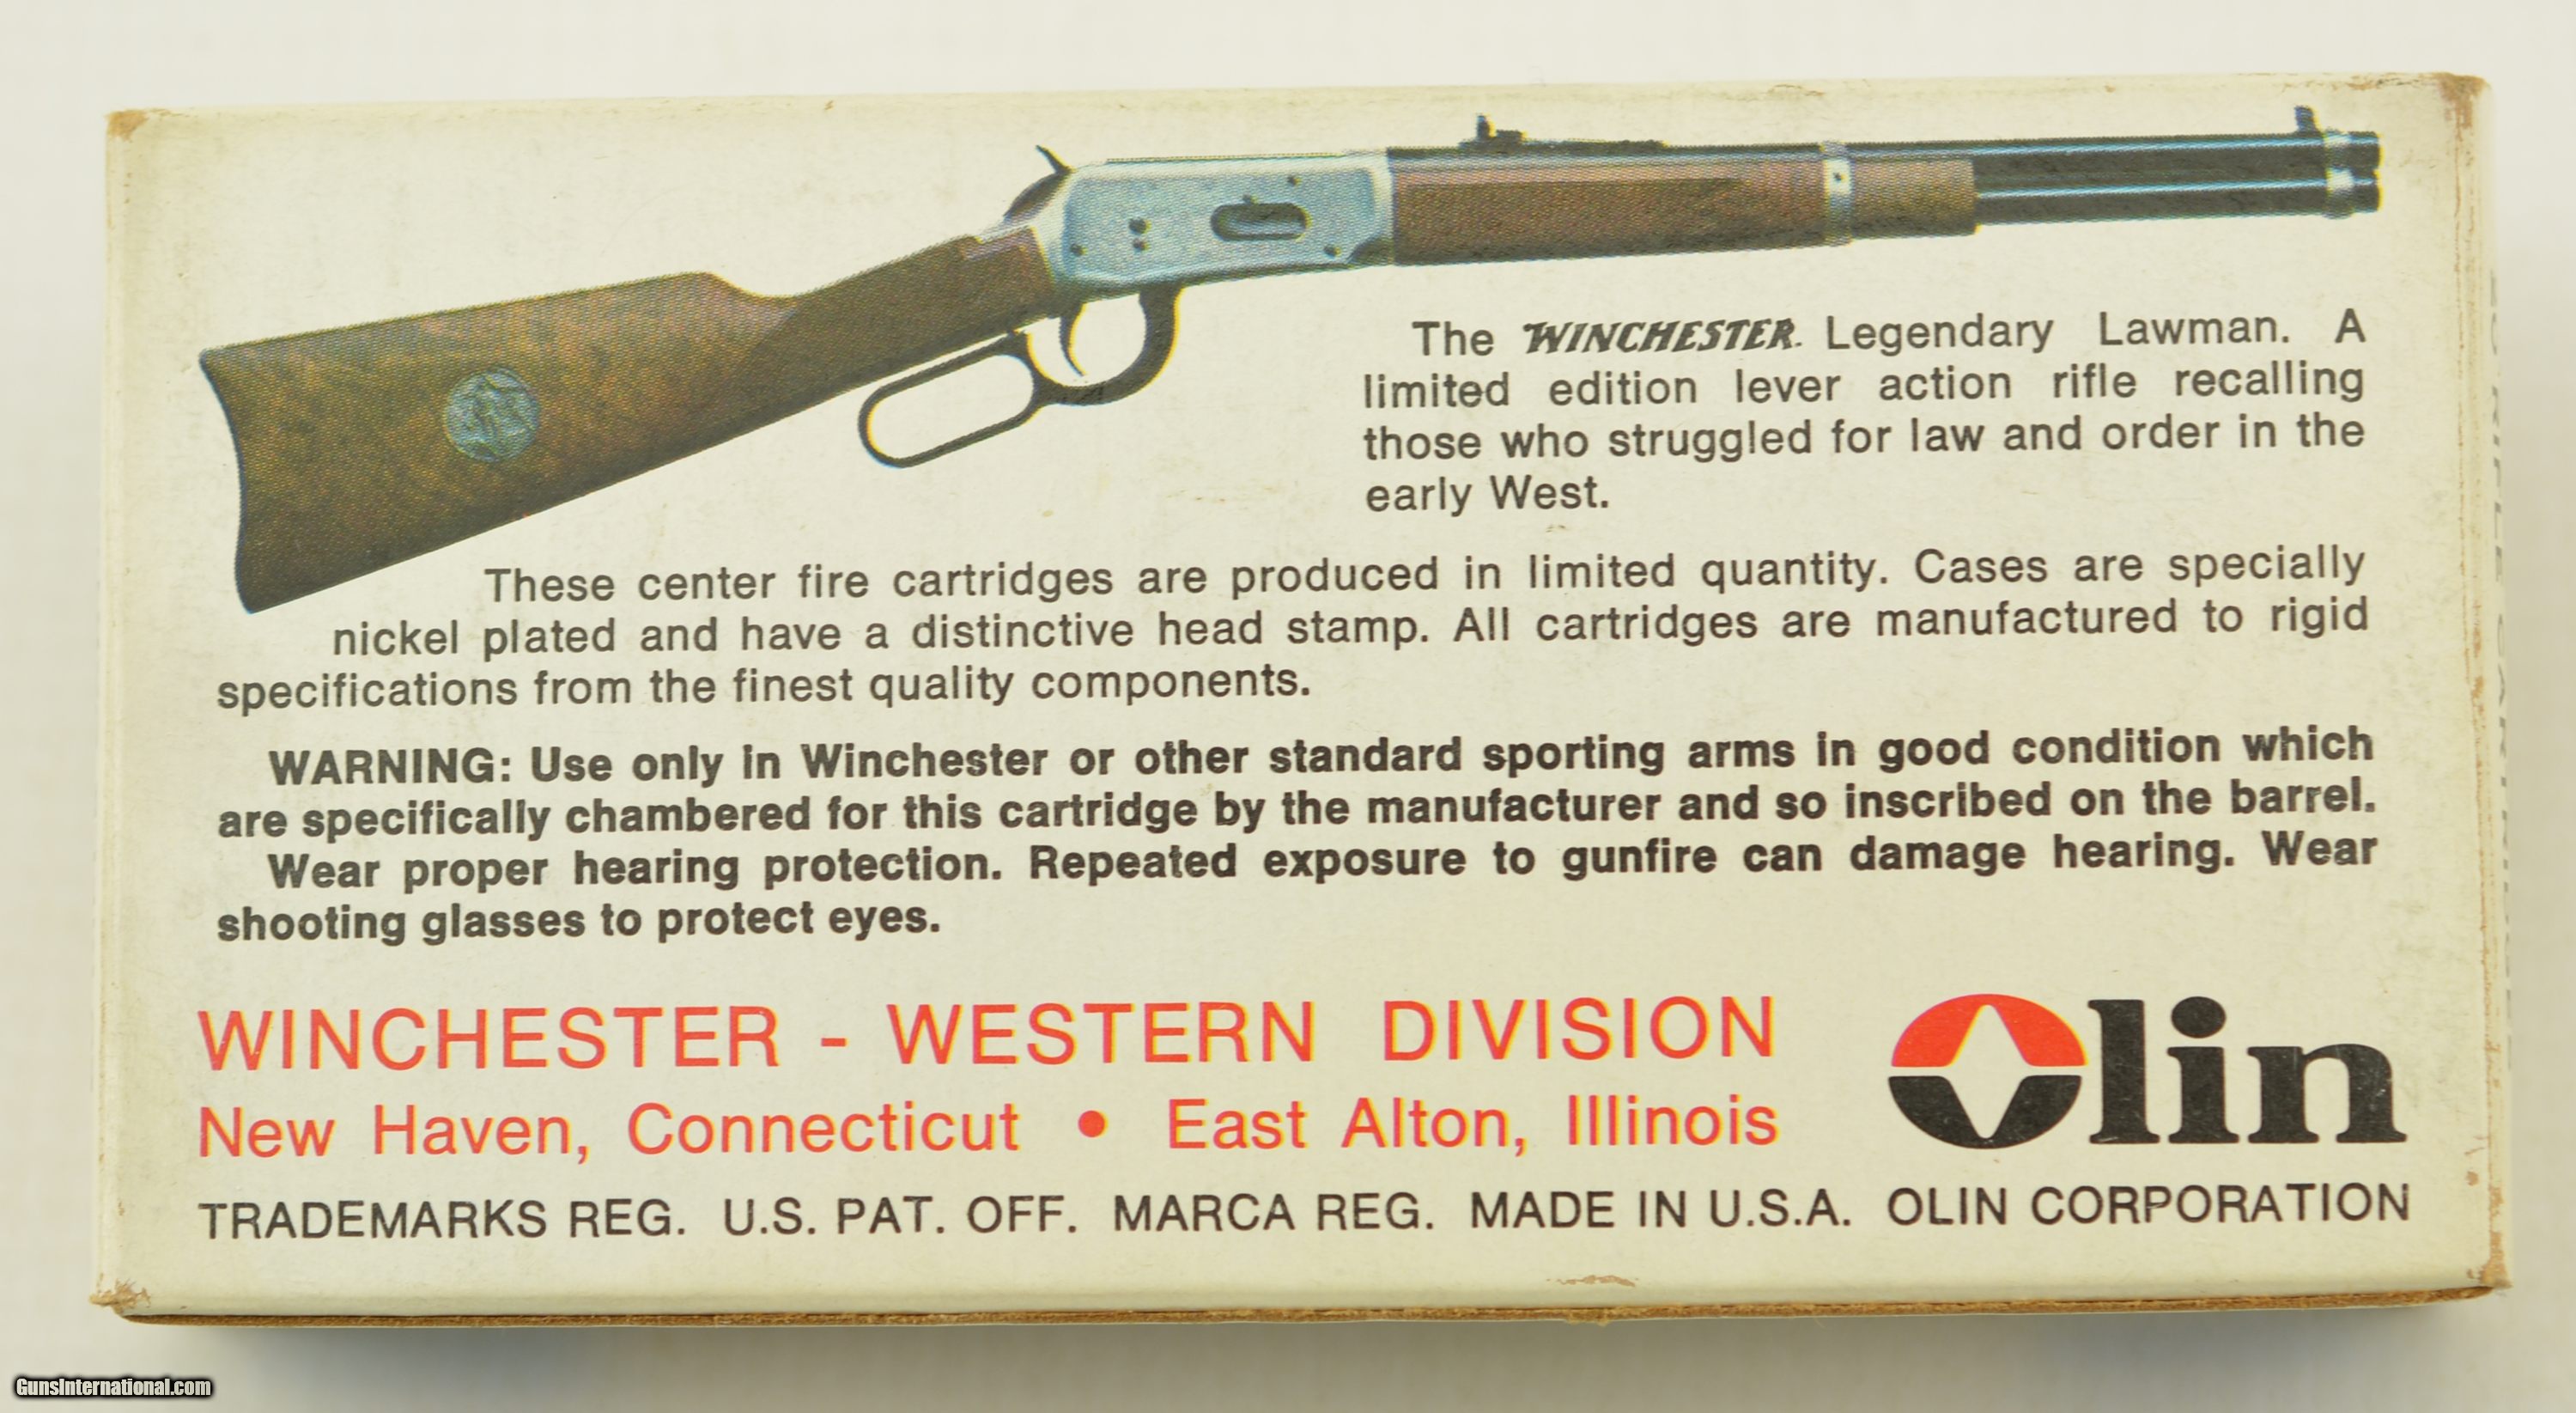 The WINCHESTER. Legendary Lawman. A
limited edition lever action rifle recalling
those who struggled for law and order in the
early West.
These center fire cartridges are produced in limited quantity. Cases are specially
nickel plated and have a distinctive head stamp. All cartridges are manufactured to rigid
specifications from the finest quality components.
WARNING: Use only in Winchester or other standard sporting arms in good condition which
are specifically chambered for this cartridge by the manufacturer and so inscribed on the barrel.
Wear proper hearing protection. Repeated exposure to gunfire can damage hearing. Wear
shooting glasses to protect eyes.
WINCHESTER - WESTERN DIVISION
New Haven, Connecticut • East Alton, Illinois
Olin
TRADEMARKS REG. U.S. PAT. OFF. MARCA REG. MADE IN U.S.A. OLIN CORPORATION
GunsInternational.com